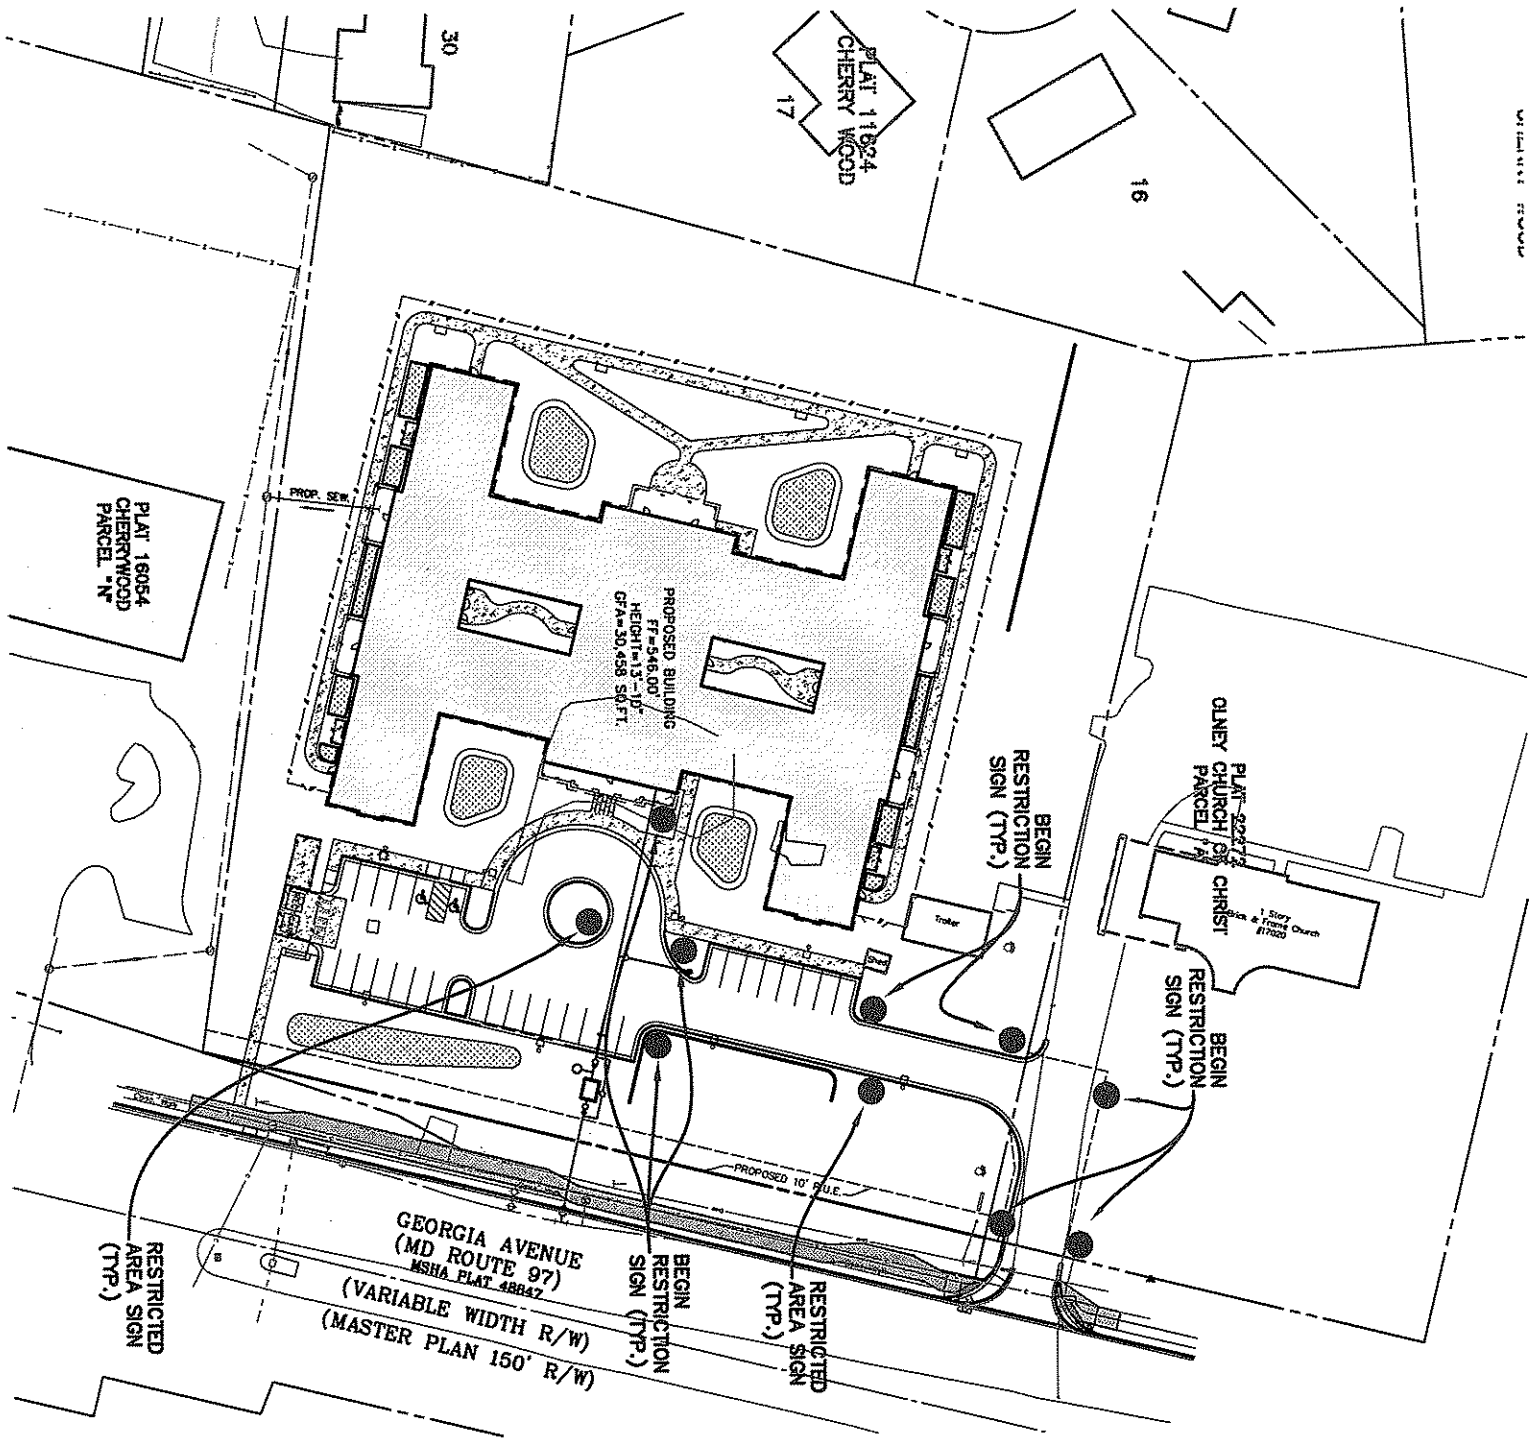 30
PLAT 11624
CHERRY WOOD
17
16
PROP. SEW.
PLAT 16054
CHERRYWOOD
PARCEL "N"
PROPOSED BUILDING
FF=546.00'
HEIGHT=13'-10"
GFA=30,458 SQ.FT.
PLAT
OLNEY CHURCH OF CHRIST
PARCEL
1 Story
Brick & Frame Church
#17020
BEGIN
RESTRICTION
SIGN (TYP.)
Trailer
Shed
BEGIN
RESTRICTION
SIGN (TYP.)
PROPOSED 10' P.U.E.
GEORGIA AVENUE
(MD ROUTE 97)
MSHA PLAT 48847
(VARIABLE WIDTH R/W)
(MASTER PLAN 150' R/W)
BEGIN
RESTRICTION
SIGN (TYP.)
RESTRICTED
AREA SIGN
(TYP.)
RESTRICTED
AREA SIGN
(TYP.)